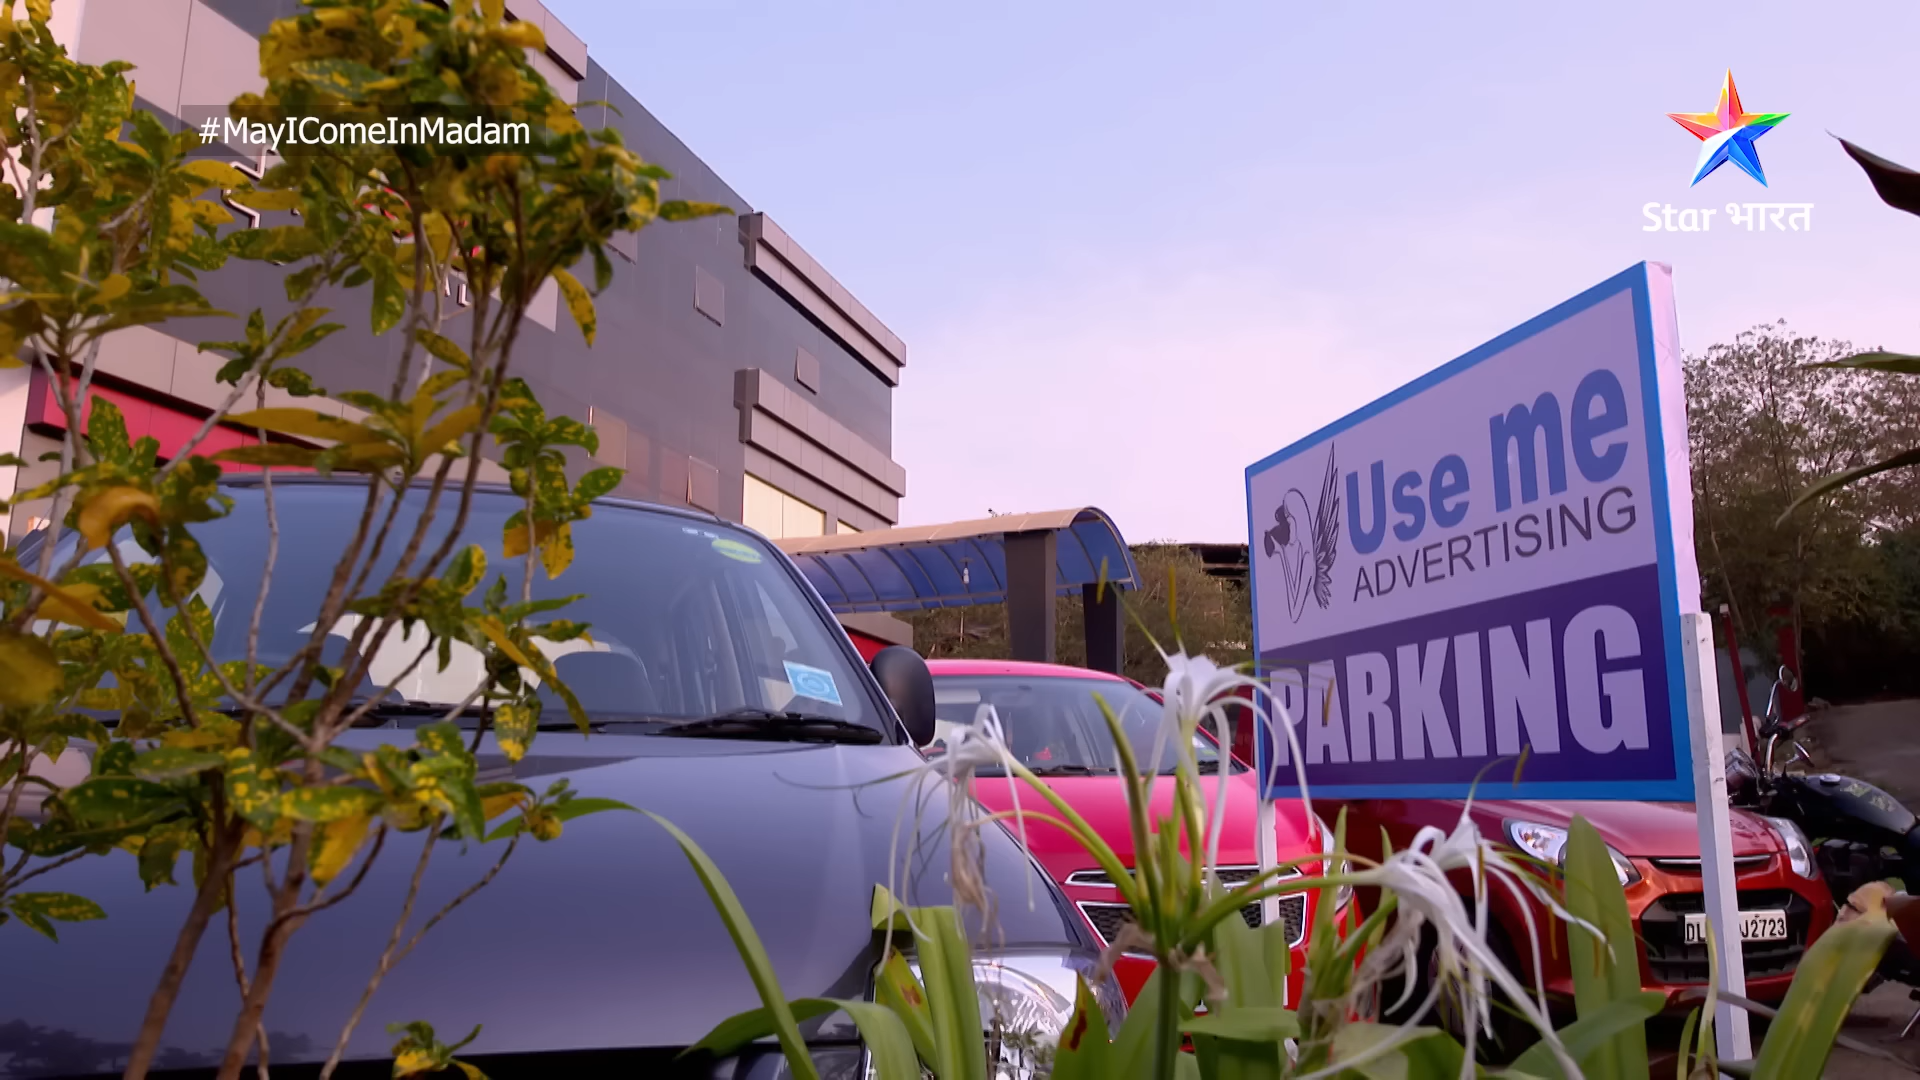 #MayIComeInMadam
Star भारत
Use me
ADVERTISING
PARKING
J2723